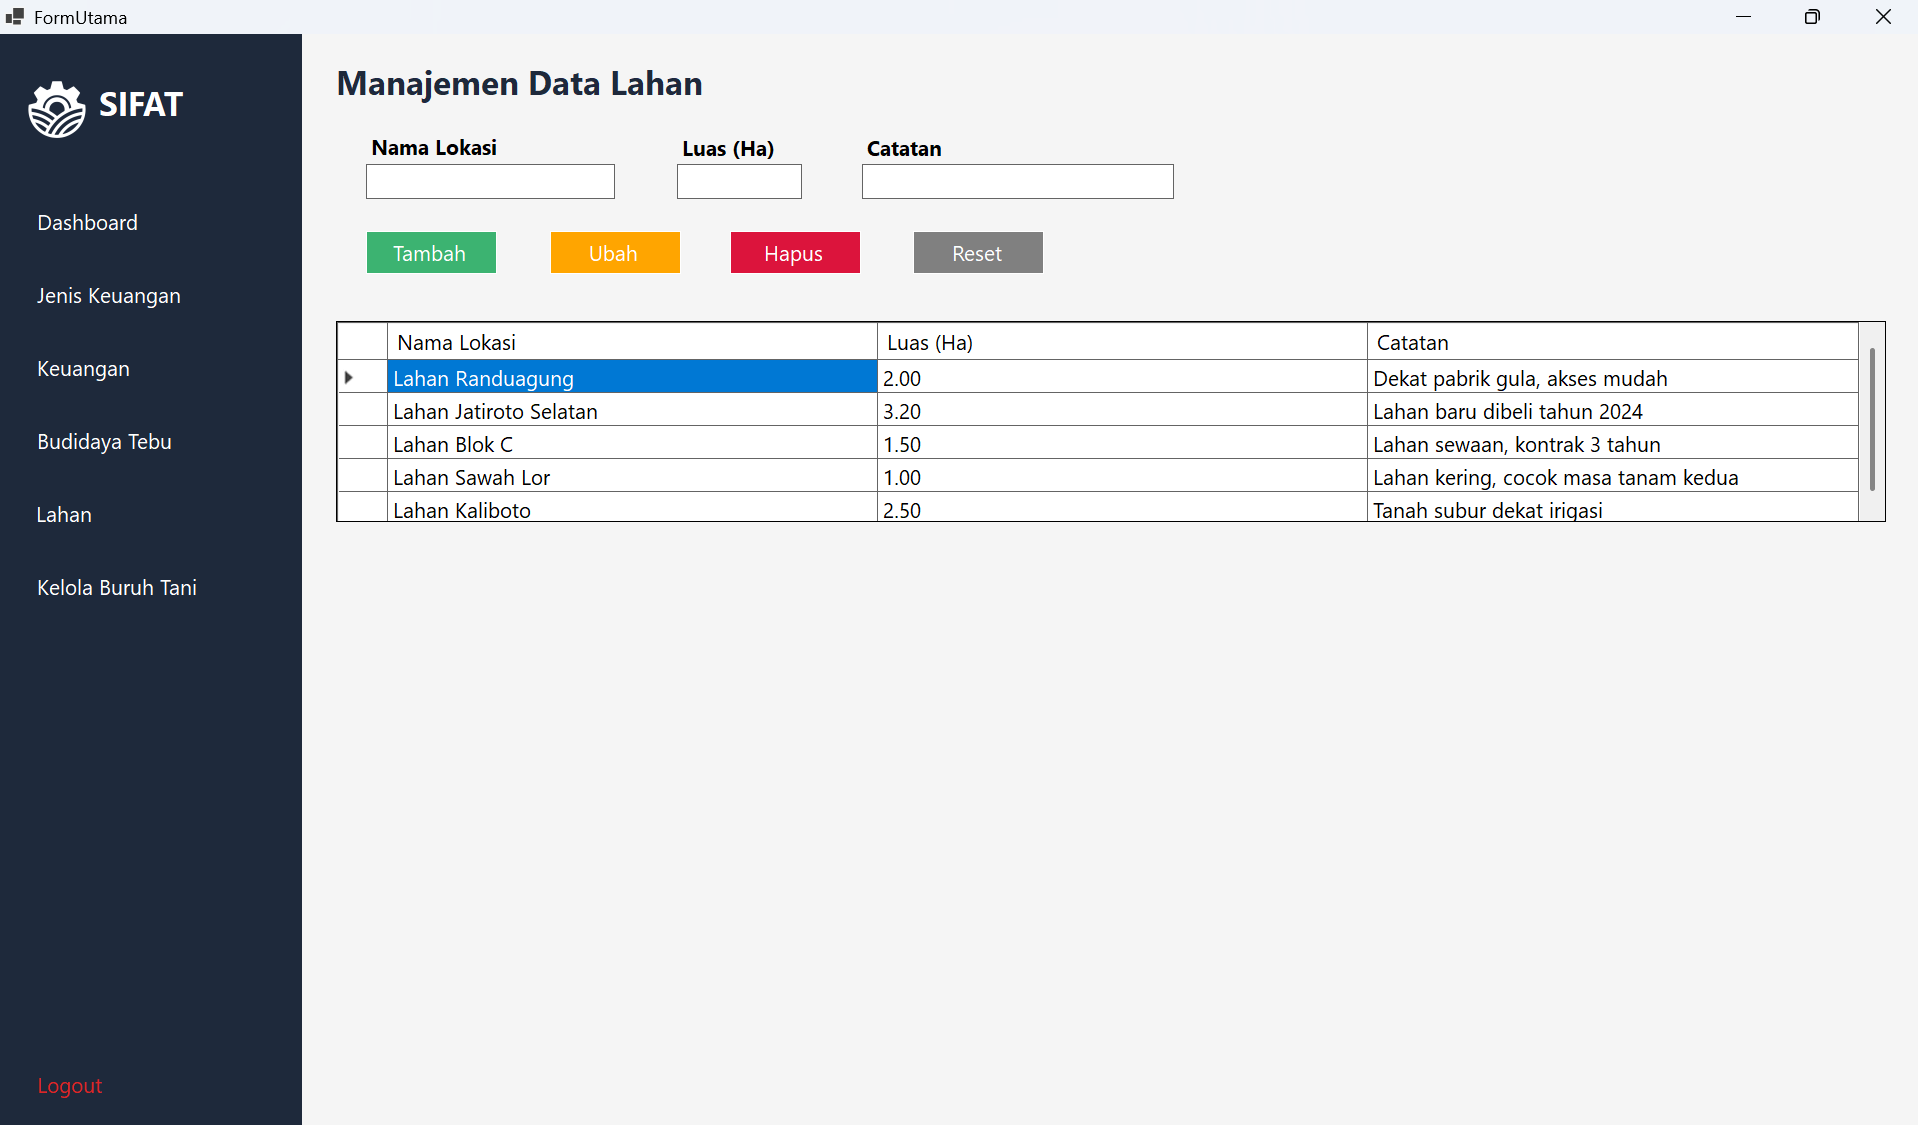 FormUtama
SIFAT
Dashboard
Jenis Keuangan
Keuangan
Budidaya Tebu
Lahan
Kelola Buruh Tani
Logout
Manajemen Data Lahan
Nama Lokasi Luas (Ha) Catatan
Tambah Ubah Hapus Reset
Nama Lokasi Luas (Ha) Catatan
Lahan Randuagung 2.00 Dekat pabrik gula, akses mudah
Lahan Jatiroto Selatan 3.20 Lahan baru dibeli tahun 2024
Lahan Blok C 1.50 Lahan sewaan, kontrak 3 tahun
Lahan Sawah Lor 1.00 Lahan kering, cocok masa tanam kedua
Lahan Kaliboto 2.50 Tanah subur dekat irigasi